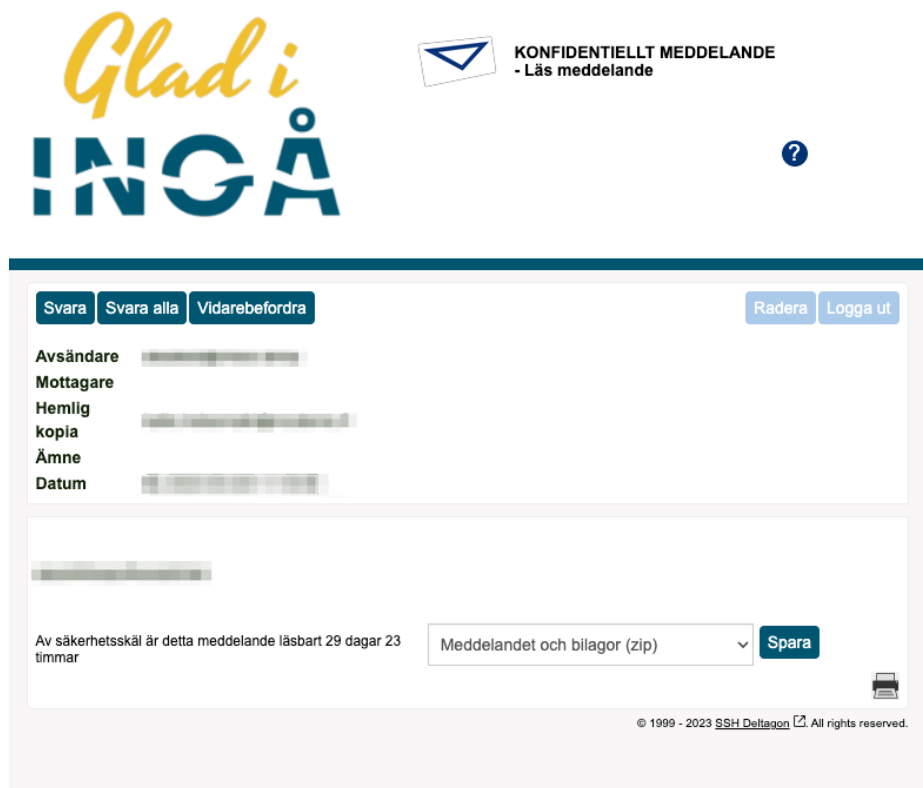 Glad i
INGÅ
KONFIDENTIELLT MEDDELANDE
- Läs meddelande
?
Svara Svara alla Vidarebefordra Radera Logga ut
Avsändare
Mottagare
Hemlig
kopia
Ämne
Datum
Av säkerhetsskäl är detta meddelande läsbart 29 dagar 23
timmar
Meddelandet och bilagor (zip) Spara
© 1999 - 2023 SSH Deltagon . All rights reserved.